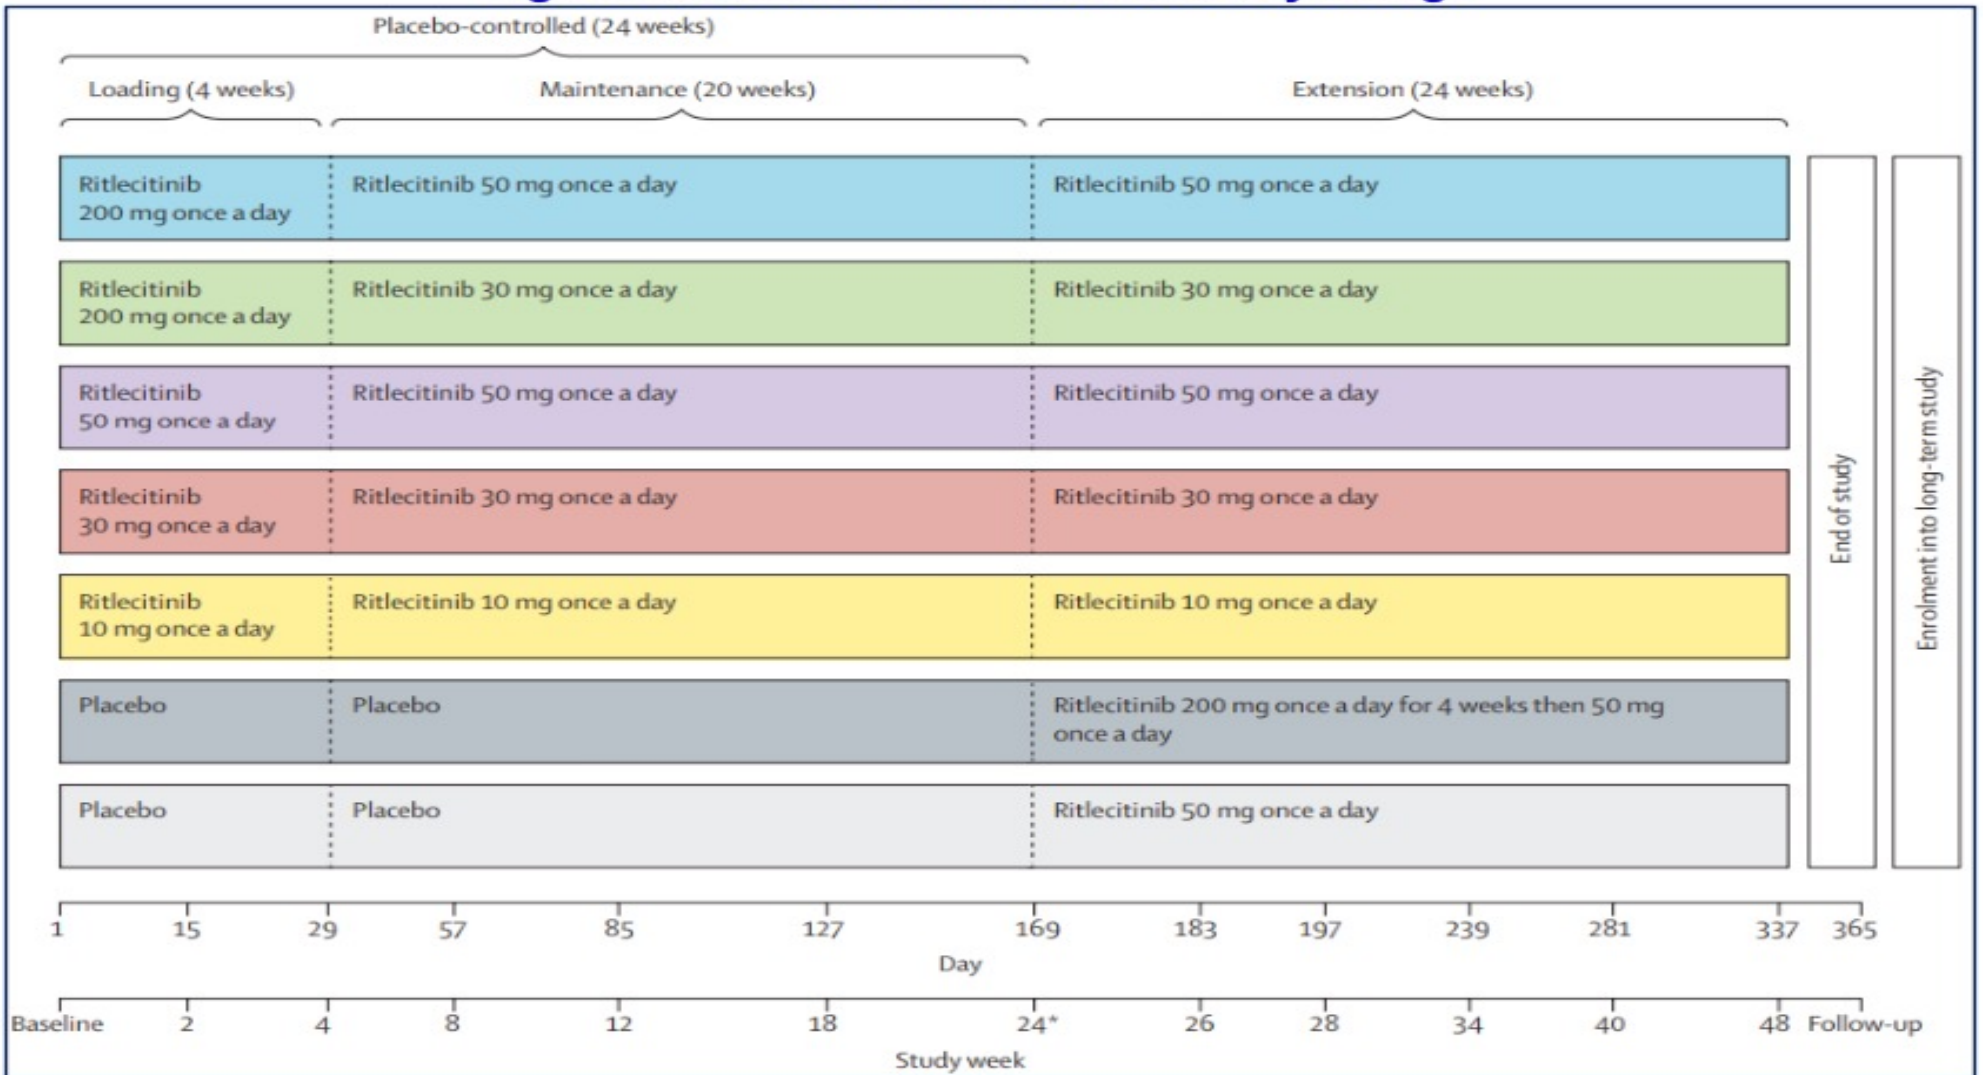 Placebo-controlled (24 weeks)
Loading (4 weeks)
Maintenance (20 weeks)
Extension (24 weeks)
Ritlecitinib
200 mg once a day
Ritlecitinib 50 mg once a day
Ritlecitinib 50 mg once a day
Ritlecitinib
200 mg once a day
Ritlecitinib 30 mg once a day
Ritlecitinib 30 mg once a day
Ritlecitinib
50 mg once a day
Ritlecitinib 50 mg once a day
Ritlecitinib 50 mg once a day
Ritlecitinib
30 mg once a day
Ritlecitinib 30 mg once a day
Ritlecitinib 30 mg once a day
Ritlecitinib
10 mg once a day
Ritlecitinib 10 mg once a day
Ritlecitinib 10 mg once a day
Placebo
Placebo
Ritlecitinib 200 mg once a day for 4 weeks then 50 mg
once a day
Placebo
Placebo
Ritlecitinib 50 mg once a day
End of study
Enrolment into long-term study
1 15 29 57 85 127 169 183 197 239 281 337 365
Day
Baseline 2 4 8 12 18 24* 26 28 34 40 48 Follow-up
Study week